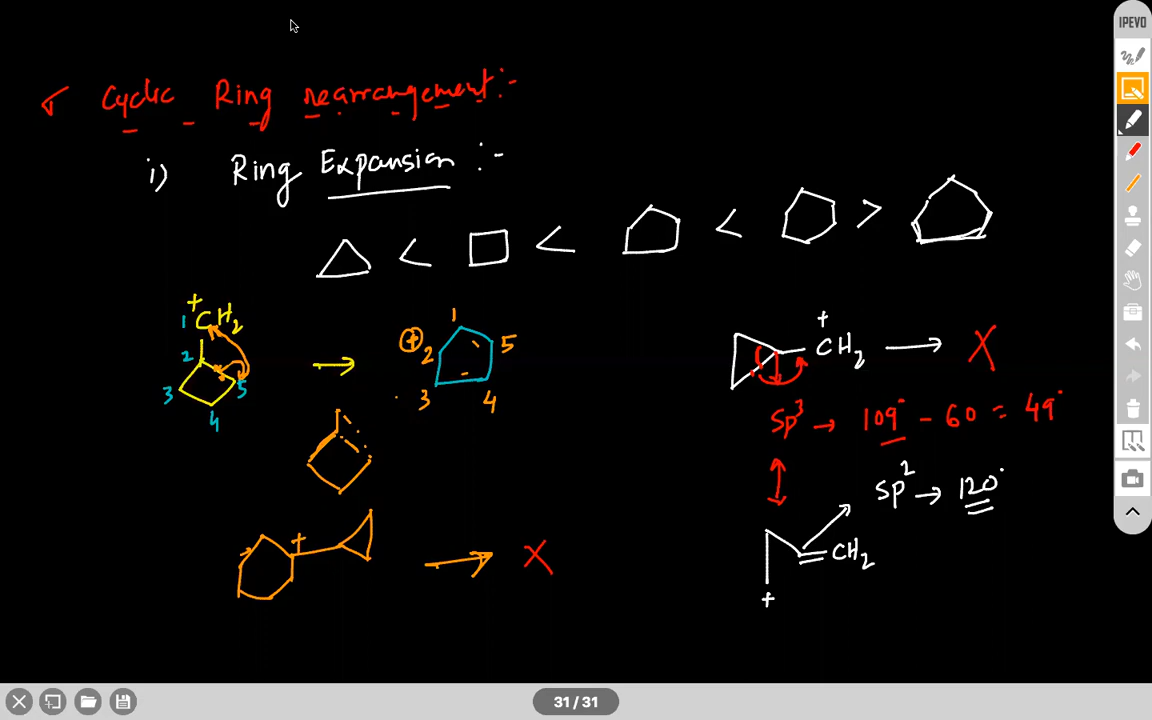 Cyclic Ring rearrangement :-
i) Ring Expansion :-
< < < >
+
1 CH2
2
3
4
5
→
+
1
2
3
4
5
+
CH2 → X
Sp3 → 109° - 60 = 49°
Sp2 → 120°
=CH2
+
+
→ X
IPEVO
31 / 31